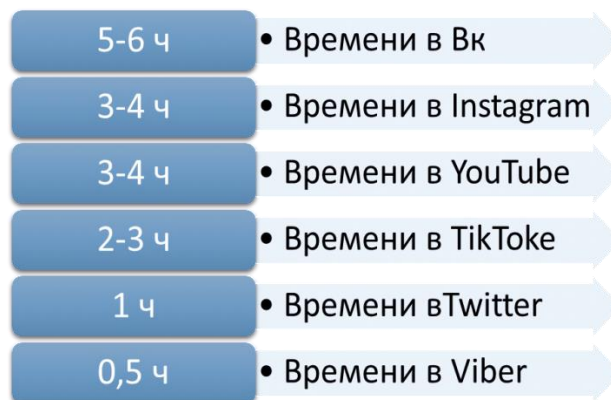 5-6 ч • Времени в Вк
3-4 ч • Времени в Instagram
3-4 ч • Времени в YouTube
2-3 ч • Времени в TikToke
1 ч • Времени вTwitter
0,5 ч • Времени в Viber